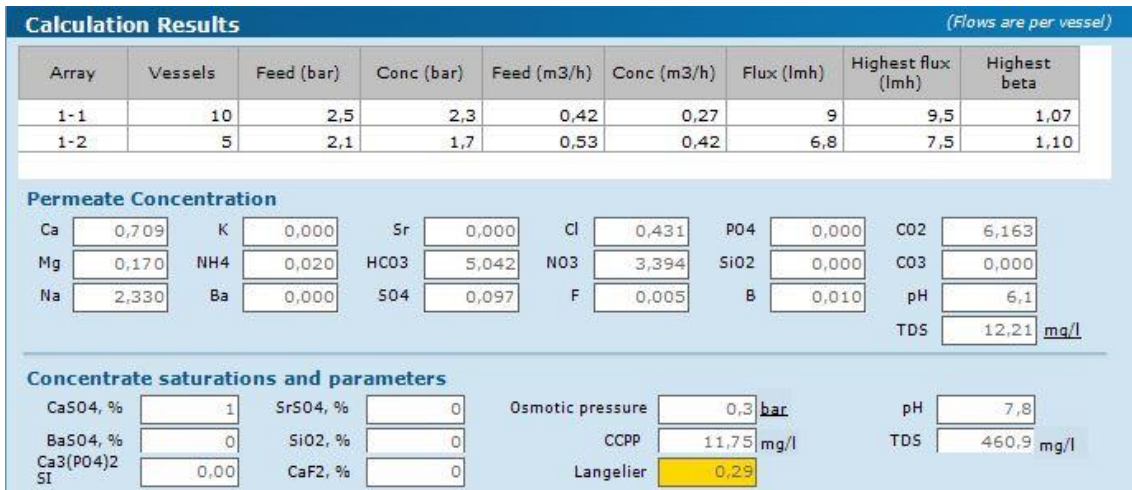 Calculation Results (Flows are per vessel)
Array Vessels Feed (bar) Conc (bar) Feed (m3/h) Conc (m3/h) Flux (lmh) Highest flux (lmh) Highest beta
1-1 10 2,5 2,3 0,42 0,27 9 9,5 1,07
1-2 5 2,1 1,7 0,53 0,42 6,8 7,5 1,10
Permeate Concentration
Ca 0,709 K 0,000 Sr 0,000 Cl 0,431 PO4 0,000 CO2 6,163
Mg 0,170 NH4 0,020 HCO3 5,042 NO3 3,394 SiO2 0,000 CO3 0,000
Na 2,330 Ba 0,000 SO4 0,097 F 0,005 B 0,010 pH 6,1
TDS 12,21 mg/l
Concentrate saturations and parameters
CaSO4, % 1 SrSO4, % 0 Osmotic pressure 0,3 bar pH 7,8
BaSO4, % 0 SiO2, % 0 CCPP 11,75 mg/l TDS 460,9 mg/l
Ca3(PO4)2 SI 0,00 CaF2, % 0 Langelier 0,29